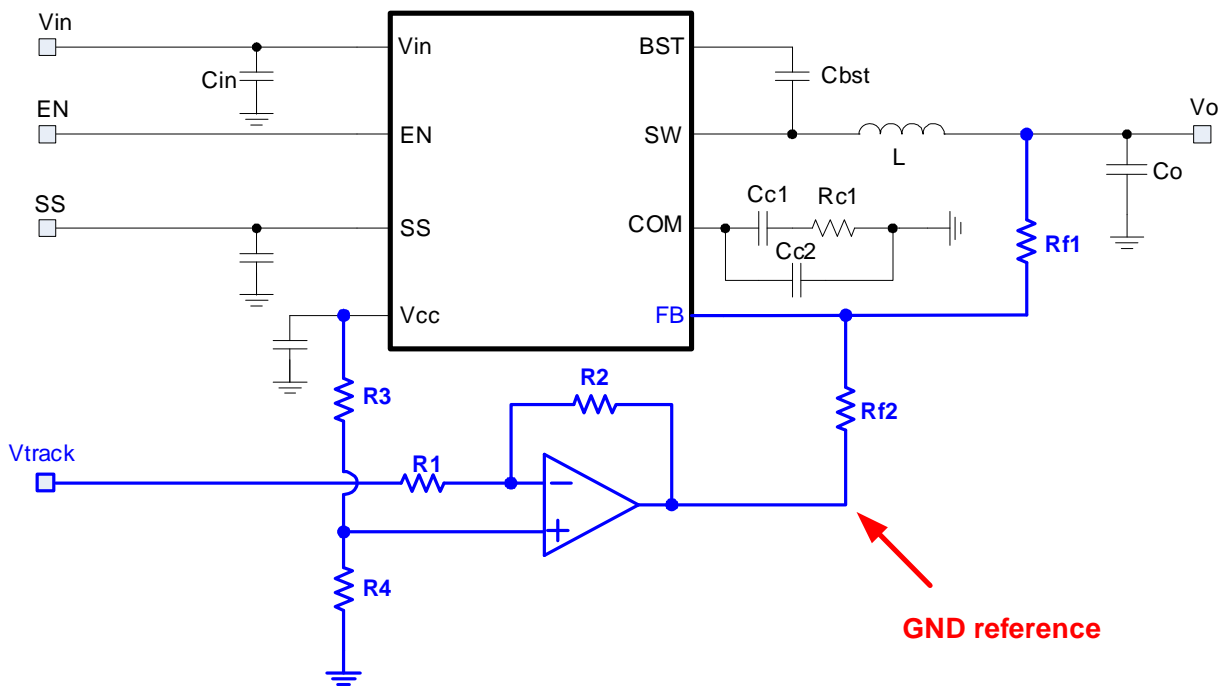 Vin
Vin
BST
Cin
Cbst
EN
EN
SW
L
Vo
Co
SS
SS
COM
Cc1
Rc1
Cc2
Rf1
Vcc
FB
R3
R2
Rf2
Vtrack
R1
R4
GND reference